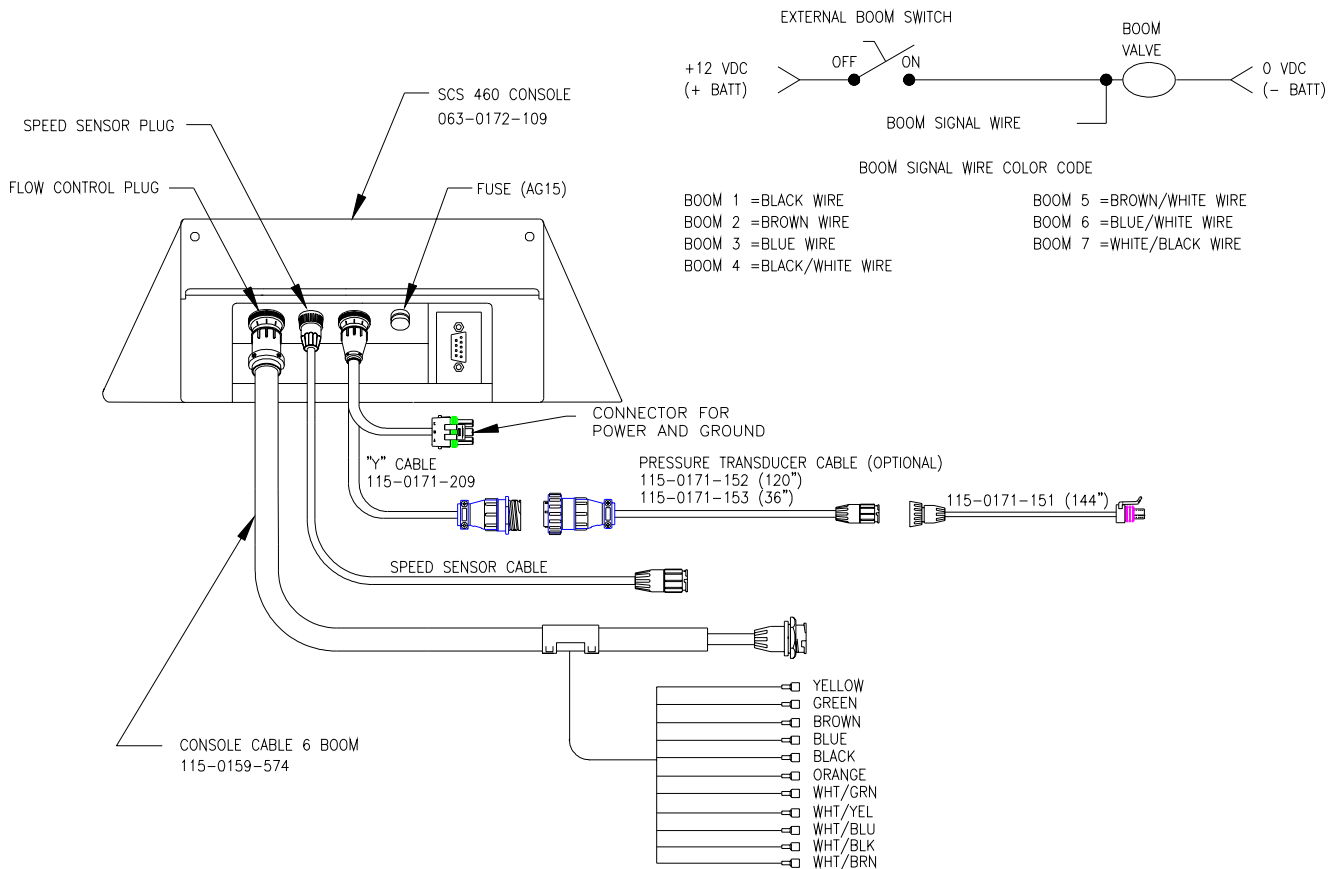 EXTERNAL BOOM SWITCH
BOOM
VALVE
+12 VDC
(+ BATT)
OFF
ON
0 VDC
(– BATT)
BOOM SIGNAL WIRE
BOOM SIGNAL WIRE COLOR CODE
BOOM 1 =BLACK WIRE
BOOM 2 =BROWN WIRE
BOOM 3 =BLUE WIRE
BOOM 4 =BLACK/WHITE WIRE
BOOM 5 =BROWN/WHITE WIRE
BOOM 6 =BLUE/WHITE WIRE
BOOM 7 =WHITE/BLACK WIRE
SCS 460 CONSOLE
063-0172-109
SPEED SENSOR PLUG
FLOW CONTROL PLUG
FUSE (AG15)
CONNECTOR FOR
POWER AND GROUND
"Y" CABLE
115-0171-209
PRESSURE TRANSDUCER CABLE (OPTIONAL)
115-0171-152 (120")
115-0171-153 (36")
115-0171-151 (144")
SPEED SENSOR CABLE
CONSOLE CABLE 6 BOOM
115-0159-574
YELLOW
GREEN
BROWN
BLUE
BLACK
ORANGE
WHT/GRN
WHT/YEL
WHT/BLU
WHT/BLK
WHT/BRN